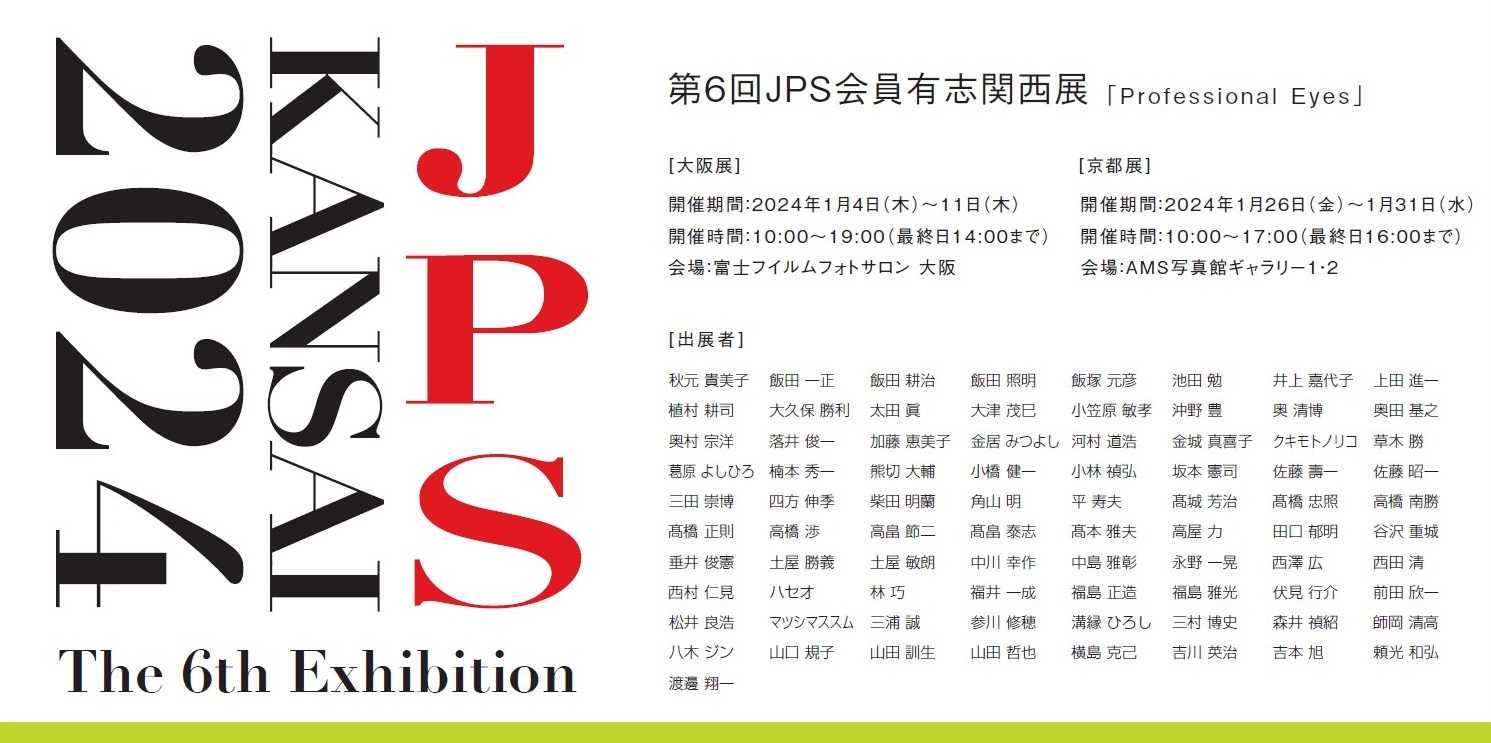 2024
KANSAI
JPS
The 6th Exhibition
第6回JPS会員有志関西展 「Professional Eyes」
[大阪展]
開催期間:2024年1月4日(木)～11日(木)
開催時間:10:00～19:00(最終日14:00まで)
会場:富士フイルムフォトサロン 大阪
[京都展]
開催期間:2024年1月26日(金)～1月31日(水)
開催時間:10:00～17:00(最終日16:00まで)
会場:AMS写真館ギャラリー1・2
[出展者]
秋元 貴美子 飯田 一正 飯田 耕治 飯田 照明 飯塚 元彦 池田 勉 井上 嘉代子 上田 進一
植村 耕司 大久保 勝利 太田 眞 大津 茂巳 小笠原 敏孝 沖野 豊 奥 清博 奥田 基之
奥村 宗洋 落井 俊一 加藤 恵美子 金居 みつよし 河村 道浩 金城 真喜子 クキモトノリコ 草木 勝
葛原 よしひろ 楠本 秀一 熊切 大輔 小橋 健一 小林 禎弘 坂本 憲司 佐藤 壽一 佐藤 昭一
三田 崇博 四方 伸季 柴田 明蘭 角山 明 平 寿夫 髙城 芳治 髙橋 忠照 高橋 南勝
髙橋 正則 高橋 渉 高畠 節二 髙畠 泰志 髙本 雅夫 高屋 力 田口 郁明 谷沢 重城
垂井 俊憲 土屋 勝義 土屋 敏朗 中川 幸作 中島 雅彰 永野 一晃 西澤 広 西田 清
西村 仁見 ハセオ 林 巧 福井 一成 福島 正造 福島 雅光 伏見 行介 前田 欣一
松井 良浩 マツシマススム 三浦 誠 参川 修穂 溝縁 ひろし 三村 博史 森井 禎紹 師岡 清高
八木 ジン 山口 規子 山田 訓生 山田 哲也 横島 克己 吉川 英治 吉本 旭 頼光 和弘
渡邊 翔一